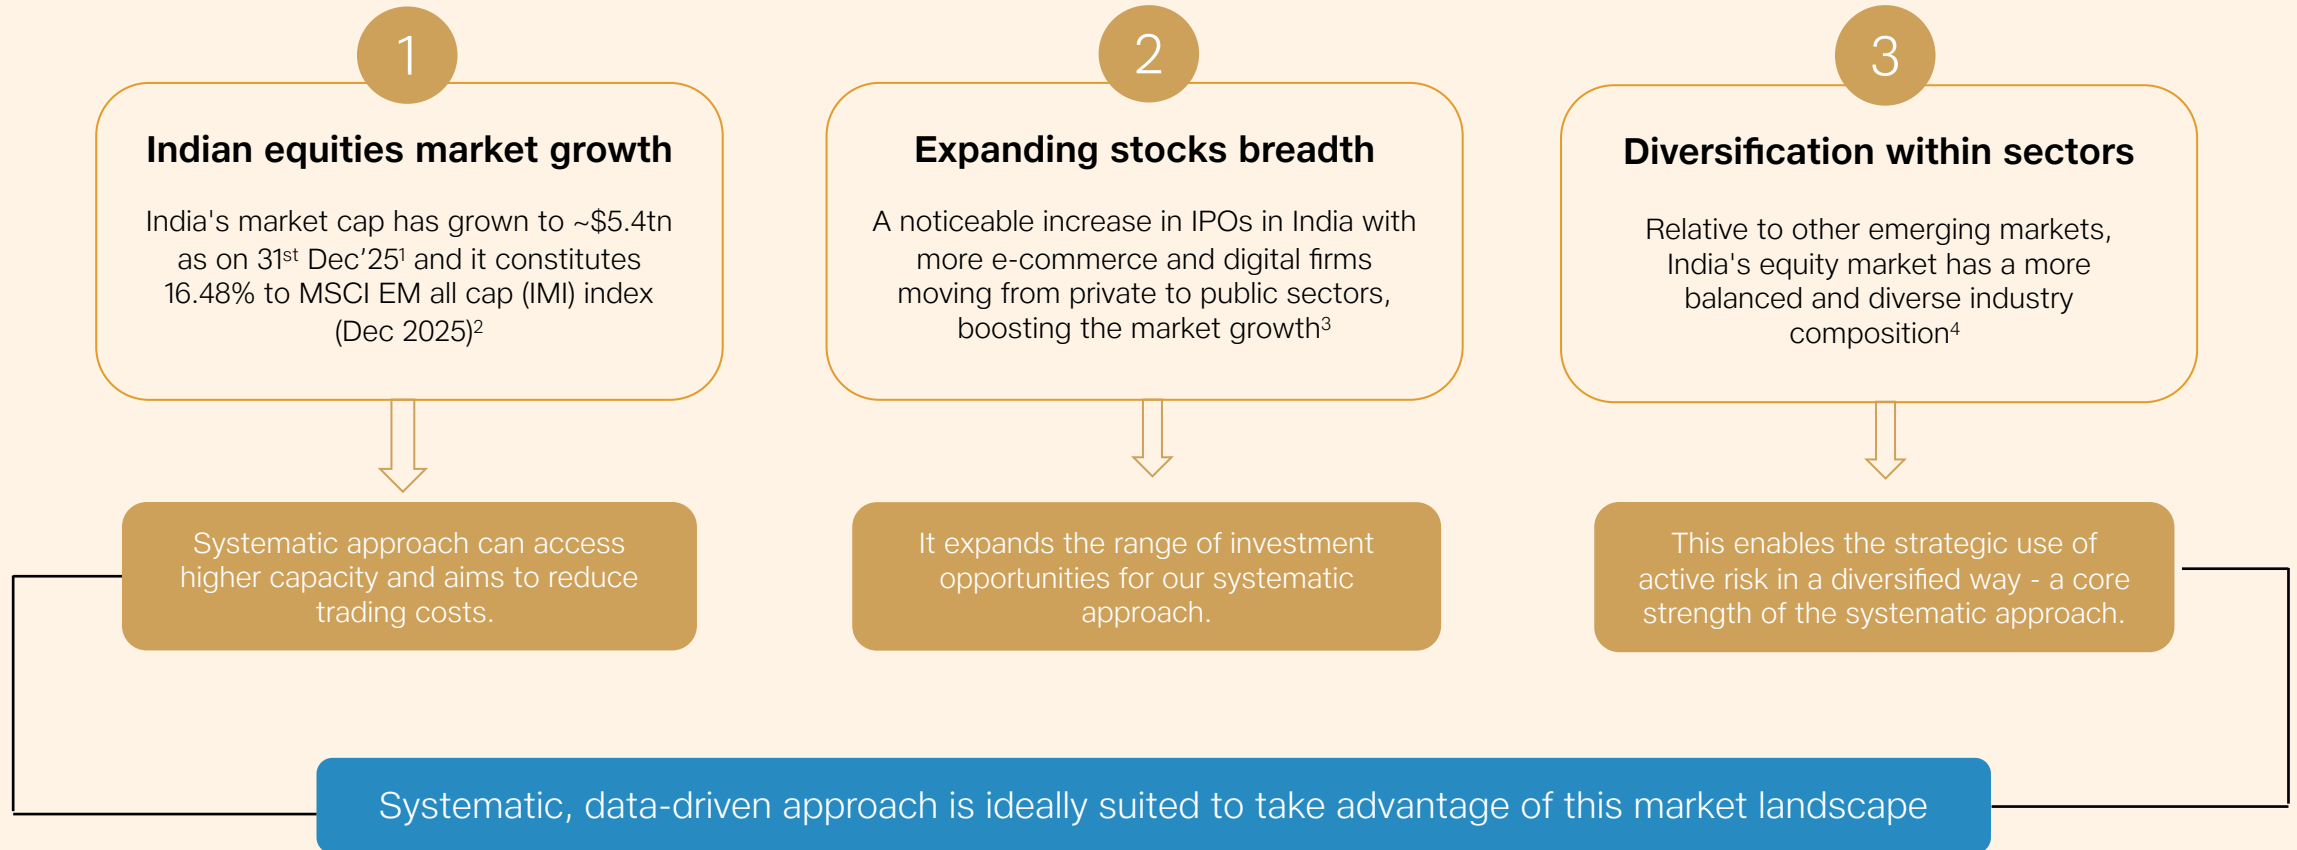 1
Indian equities market growth
India's market cap has grown to ~$5.4tn
as on 31st Dec’25¹ and it constitutes
16.48% to MSCI EM all cap (IMI) index
(Dec 2025)²
Systematic approach can access
higher capacity and aims to reduce
trading costs.
2
Expanding stocks breadth
A noticeable increase in IPOs in India with
more e-commerce and digital firms
moving from private to public sectors,
boosting the market growth³
It expands the range of investment
opportunities for our systematic
approach.
3
Diversification within sectors
Relative to other emerging markets,
India's equity market has a more
balanced and diverse industry
composition⁴
This enables the strategic use of
active risk in a diversified way - a core
strength of the systematic approach.
Systematic, data-driven approach is ideally suited to take advantage of this market landscape